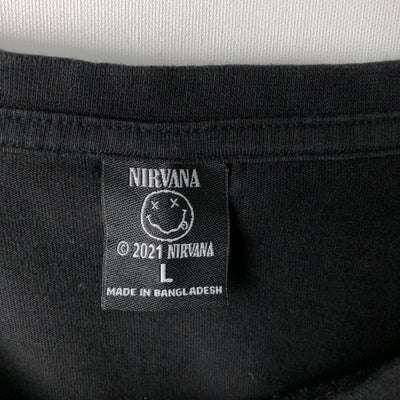 NIRVANA
© 2021 NIRVANA
L
MADE IN BANGLADESH